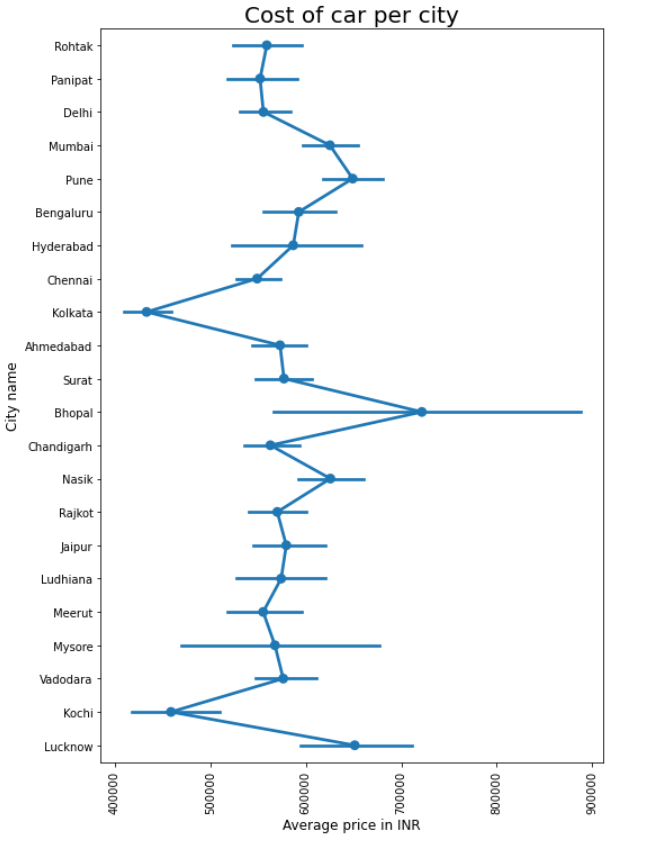 Cost of car per city
Rohtak
Panipat
Delhi
Mumbai
Pune
Bengaluru
Hyderabad
Chennai
Kolkata
Ahmedabad
Surat
Bhopal
Chandigarh
Nasik
Rajkot
Jaipur
Ludhiana
Meerut
Mysore
Vadodara
Kochi
Lucknow
City name
400000
500000
600000
700000
800000
900000
Average price in INR